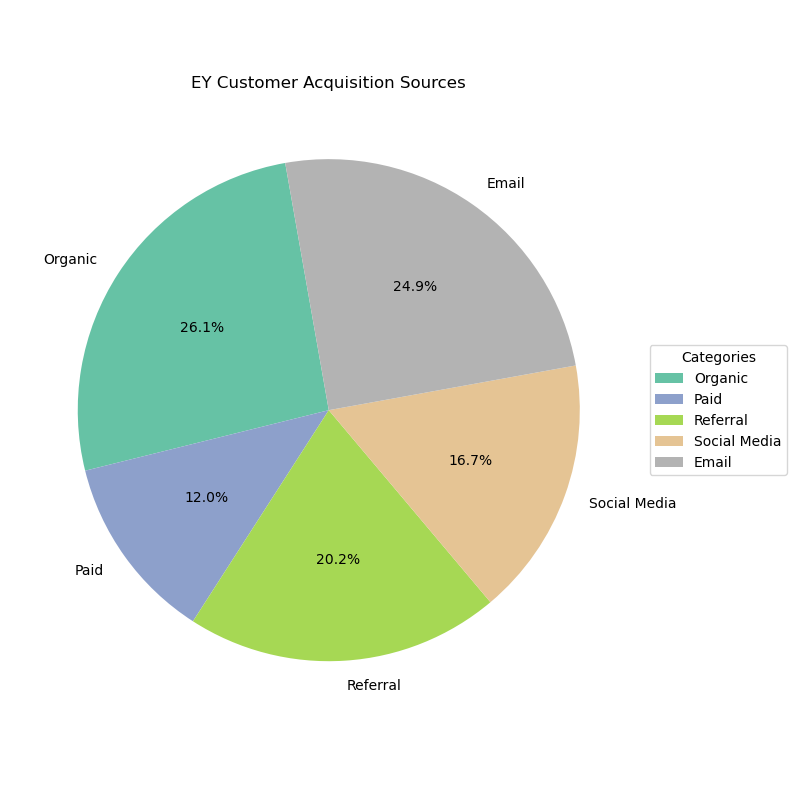 EY Customer Acquisition Sources
Email
Organic
24.9%
26.1%
Categories
Organic
Paid
Referral
Social Media
Email
16.7%
12.0%
Social Media
20.2%
Paid
Referral